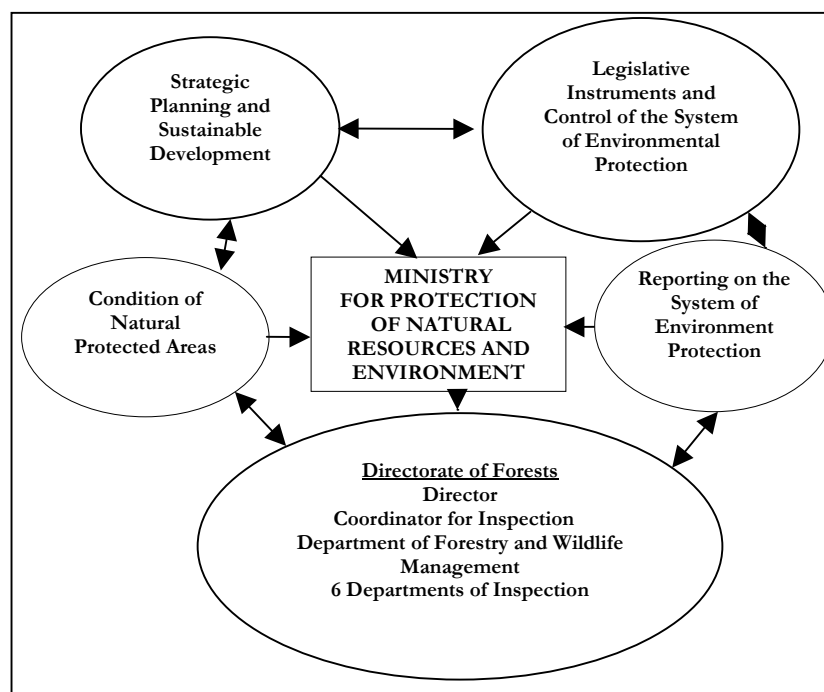 Strategic
Planning and
Sustainable
Development
Legislative
Instruments and
Control of the System
of Environmental
Protection
Condition of
Natural
Protected Areas
MINISTRY
FOR PROTECTION
OF NATURAL
RESOURCES AND
ENVIRONMENT
Reporting on the
System of
Environment
Protection
Directorate of Forests
Director
Coordinator for Inspection
Department of Forestry and Wildlife
Management
6 Departments of Inspection